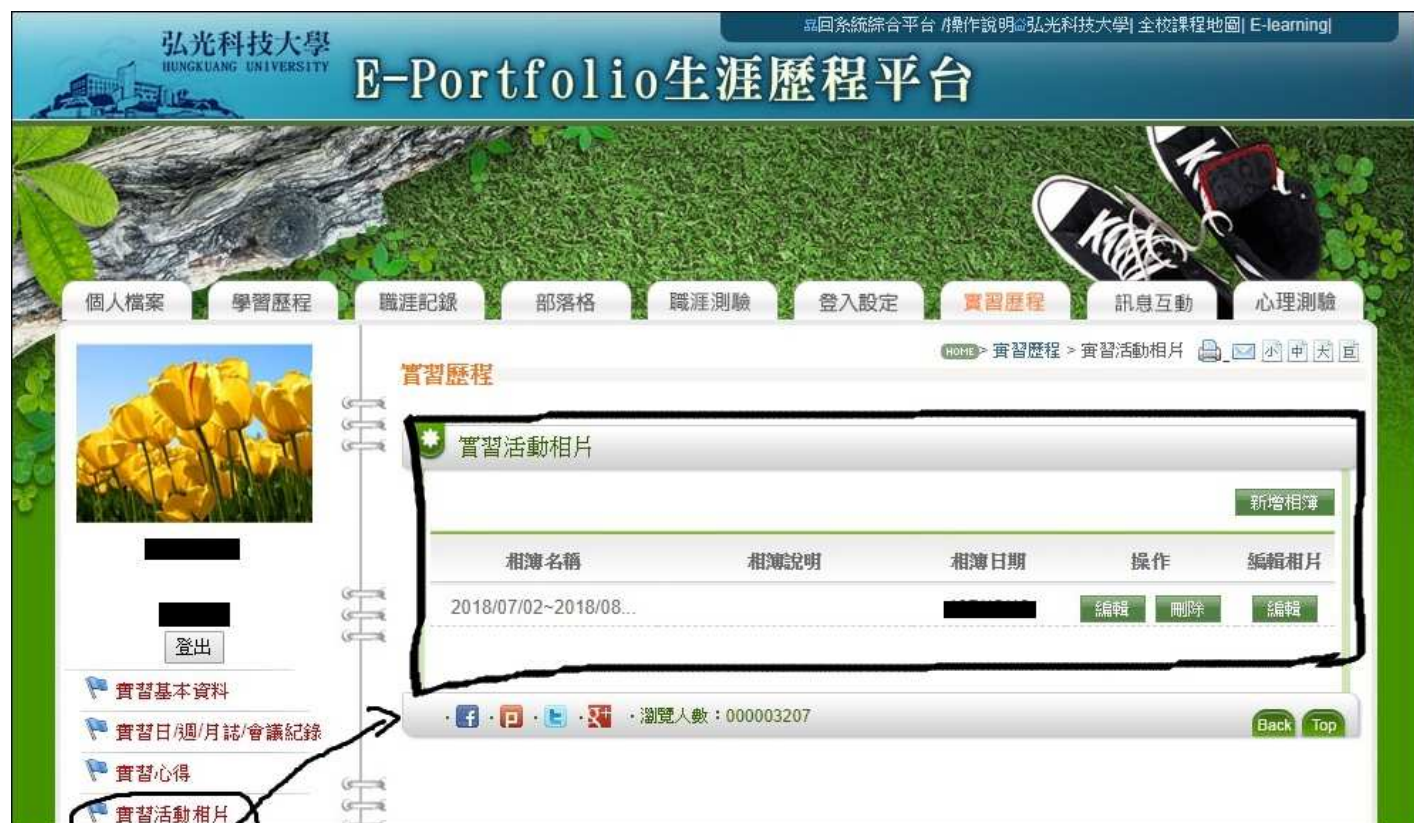 回系統綜合平台 /操作說明 弘光科技大學| 全校課程地圖| E-learning|
弘光科技大學
HUNGKUANG UNIVERSITY
E-Portfolio生涯歷程平台
個人檔案 學習歷程 職涯記錄 部落格 職涯測驗 登入設定 實習歷程 訊息互動 心理測驗
HOME > 實習歷程 > 實習活動相片 小 中 大 巨
實習歷程
實習活動相片
新增相簿
相簿名稱 相簿說明 相簿日期 操作 編輯相片
2018/07/02~2018/08... 編輯 刪除 編輯
登出
實習基本資料
實習日/週/月誌/會議紀錄
實習心得
實習活動相片
‧瀏覽人數：000003207
Back Top